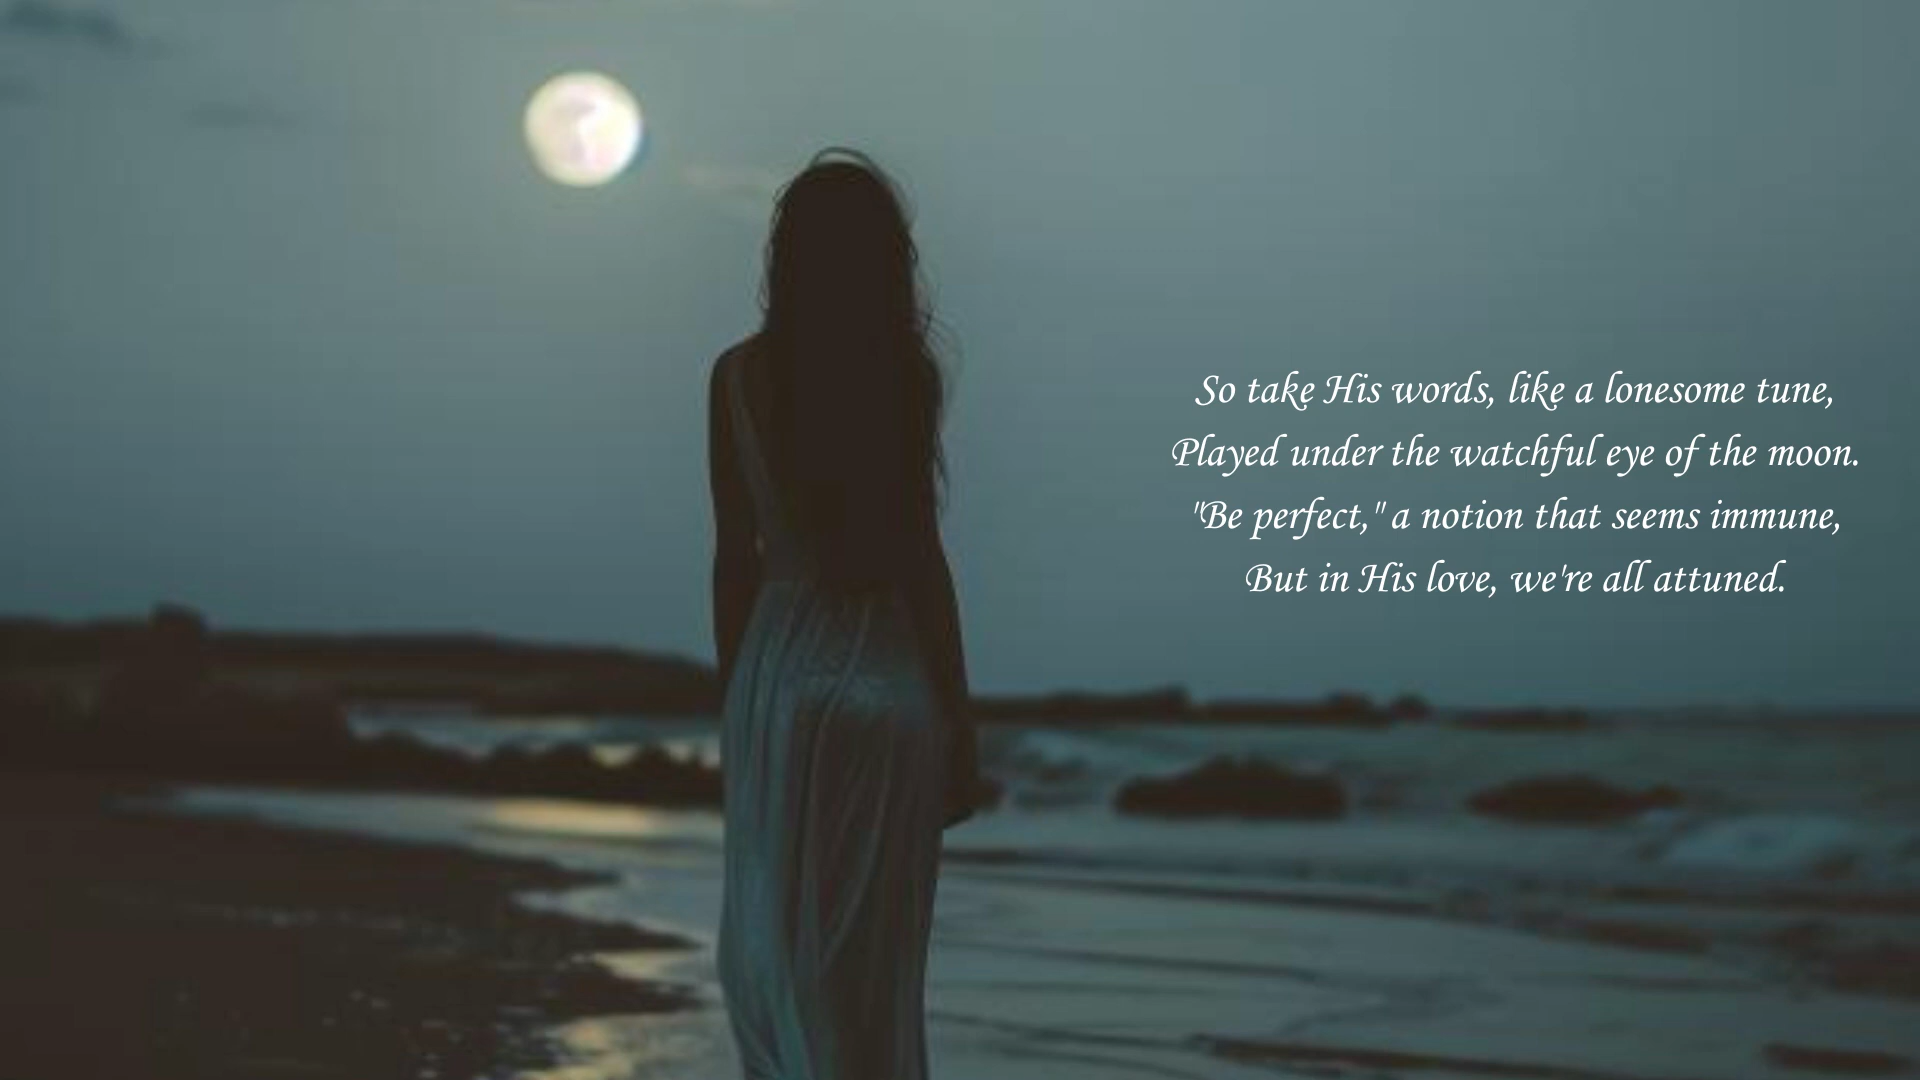 So take His words, like a lonesome tune,
Played under the watchful eye of the moon.
"Be perfect," a notion that seems immune,
But in His love, we're all attuned.